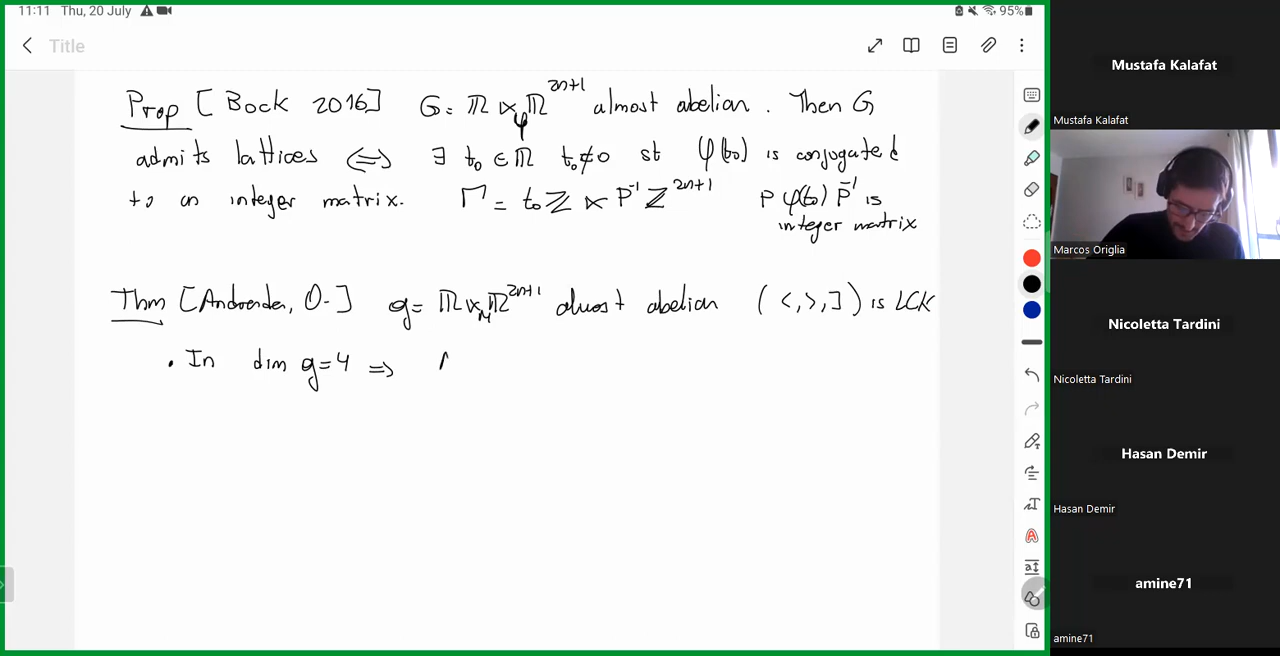 11:11 Thu, 20 July
95%
Title
Prop [Bock 2016] G = ℝ ⋉_φ ℝ^{2n+1} almost abelian. Then G
admits lattices ⟺ ∃ t₀ ∈ ℝ t₀≠0 st φ(t₀) is conjugated
to an integer matrix. Γ = t₀ℤ ⋉ P⁻¹ℤ^{2n+1} P φ(t₀) P⁻¹ is
integer matrix
Thm [Andrada, O-] g = ℝ ⋉_M ℝ^{2n+1} almost abelian (<,>,J) is LCK
• In dim g=4 ⇒
Mustafa Kalafat
Mustafa Kalafat
Marcos Origlia
Nicoletta Tardini
Nicoletta Tardini
Hasan Demir
Hasan Demir
amine71
amine71